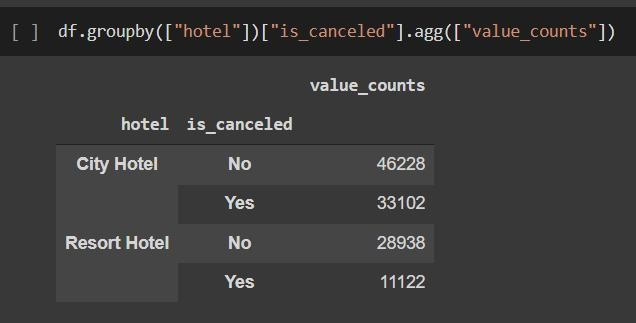 [ ] df.groupby(["hotel"])["is_canceled"].agg(["value_counts"])
value_counts
hotel is_canceled
City Hotel No 46228
Yes 33102
Resort Hotel No 28938
Yes 11122